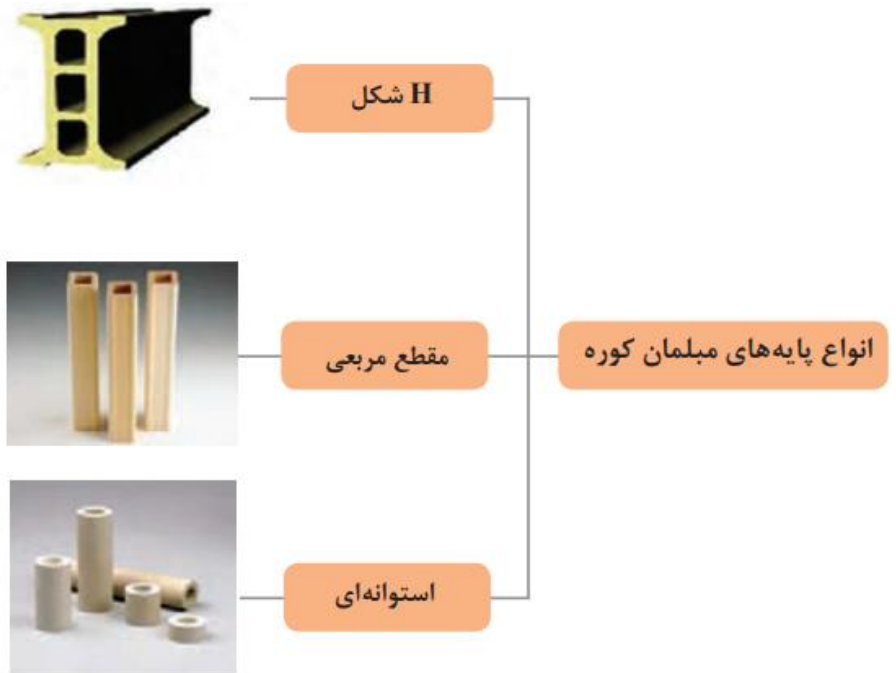 انواع پایه‌های مبلمان کوره
H شکل
مقطع مربعی
استوانه‌ای